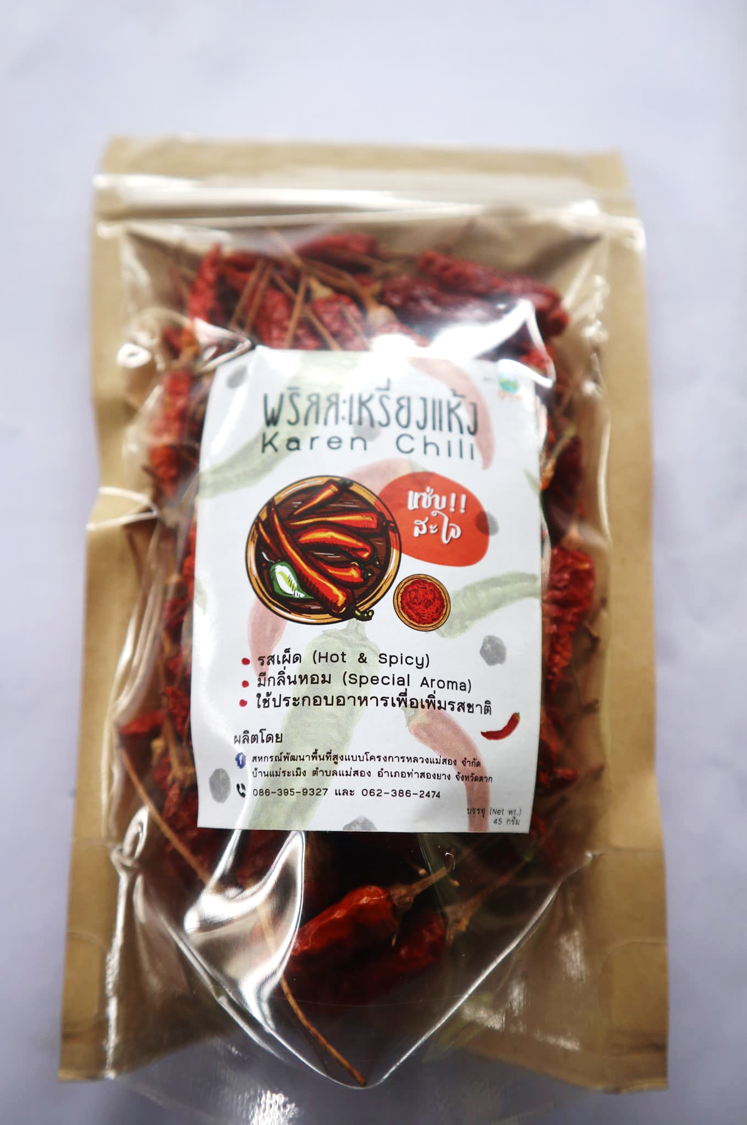 พริกกะเหรี่ยงแห้ง
Karen Chili
แซ่บ!!
สะใจ
รสเผ็ด (Hot & Spicy)
มีกลิ่นหอม (Special Aroma)
ใช้ประกอบอาหารเพื่อเพิ่มรสชาติ
ผลิตโดย
สหกรณ์พัฒนาพื้นที่สูงแบบโครงการหลวงแม่สอง จำกัด
บ้านแม่ระเมิง ตำบลแม่สอง อำเภอท่าสองยาง จังหวัดตาก
086-395-9327 และ 062-386-2474
บรรจุ (Net wt.)
45 กรัม